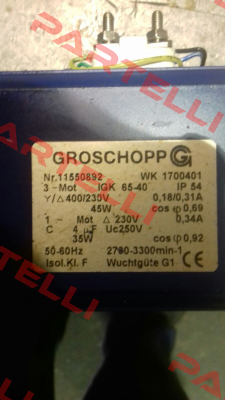 PARTELLI
GROSCHOPP G
Nr.11550892 WK 1700401
3 - Mot IGK 65-40 IP 54
Y/△400/230V 0,18/0,31A
45W cos φ 0,69
1 - Mot △ 230V 0,34A
C 4 µF Uc250V
35W cos φ 0,92
50-60Hz 2700-3300min-1
Isol.Kl. F Wuchtgüte G1 CE
PARTELLI